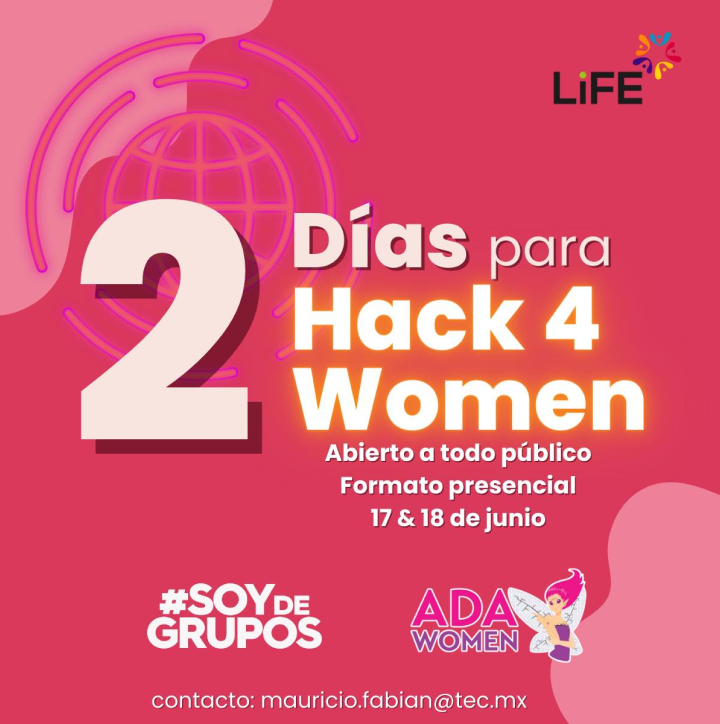 LiFE
2 Días para
Hack 4
Women
Abierto a todo público
Formato presencial
17 & 18 de junio
#SOY DE
GRUPOS
ADA
WOMEN
contacto: mauricio.fabian@tec.mx